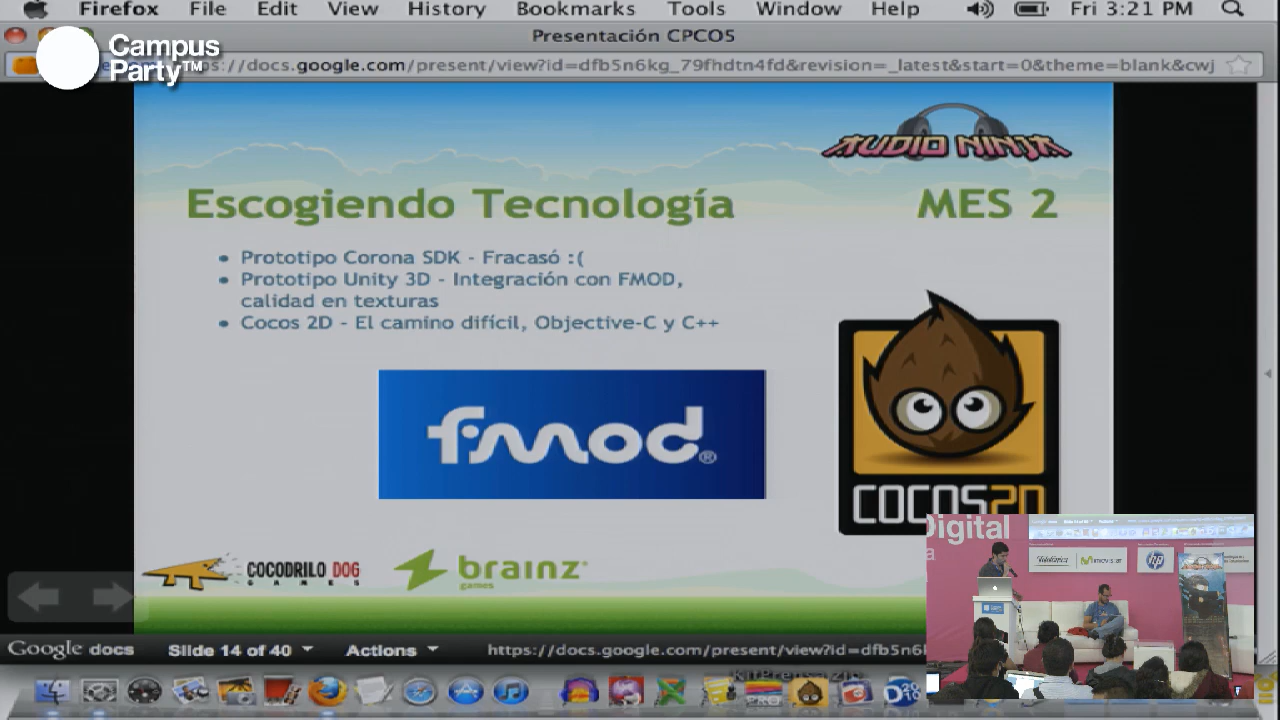 Firefox File Edit View History Bookmarks Tools Window Help Fri 3:21 PM
Presentación CPCO5
Campus
Party™
s://docs.google.com/present/view?id=dfb5n6kg_79fhdtn4fd&revision=_latest&start=0&theme=blank&cwj
AUDIO NINJA
Escogiendo Tecnología
MES 2
• Prototipo Corona SDK - Fracasó :(
• Prototipo Unity 3D - Integración con FMOD,
calidad en texturas
• Cocos 2D - El camino difícil, Objective-C y C++
fmod®
COCOS2D
COCODRILO DOG
GAMES
brainz
games
Digital
Telefónica
movistar
hp
Google docs
Slide 14 of 40
Actions
https://docs.google.com/present/view?id=dfb5n6